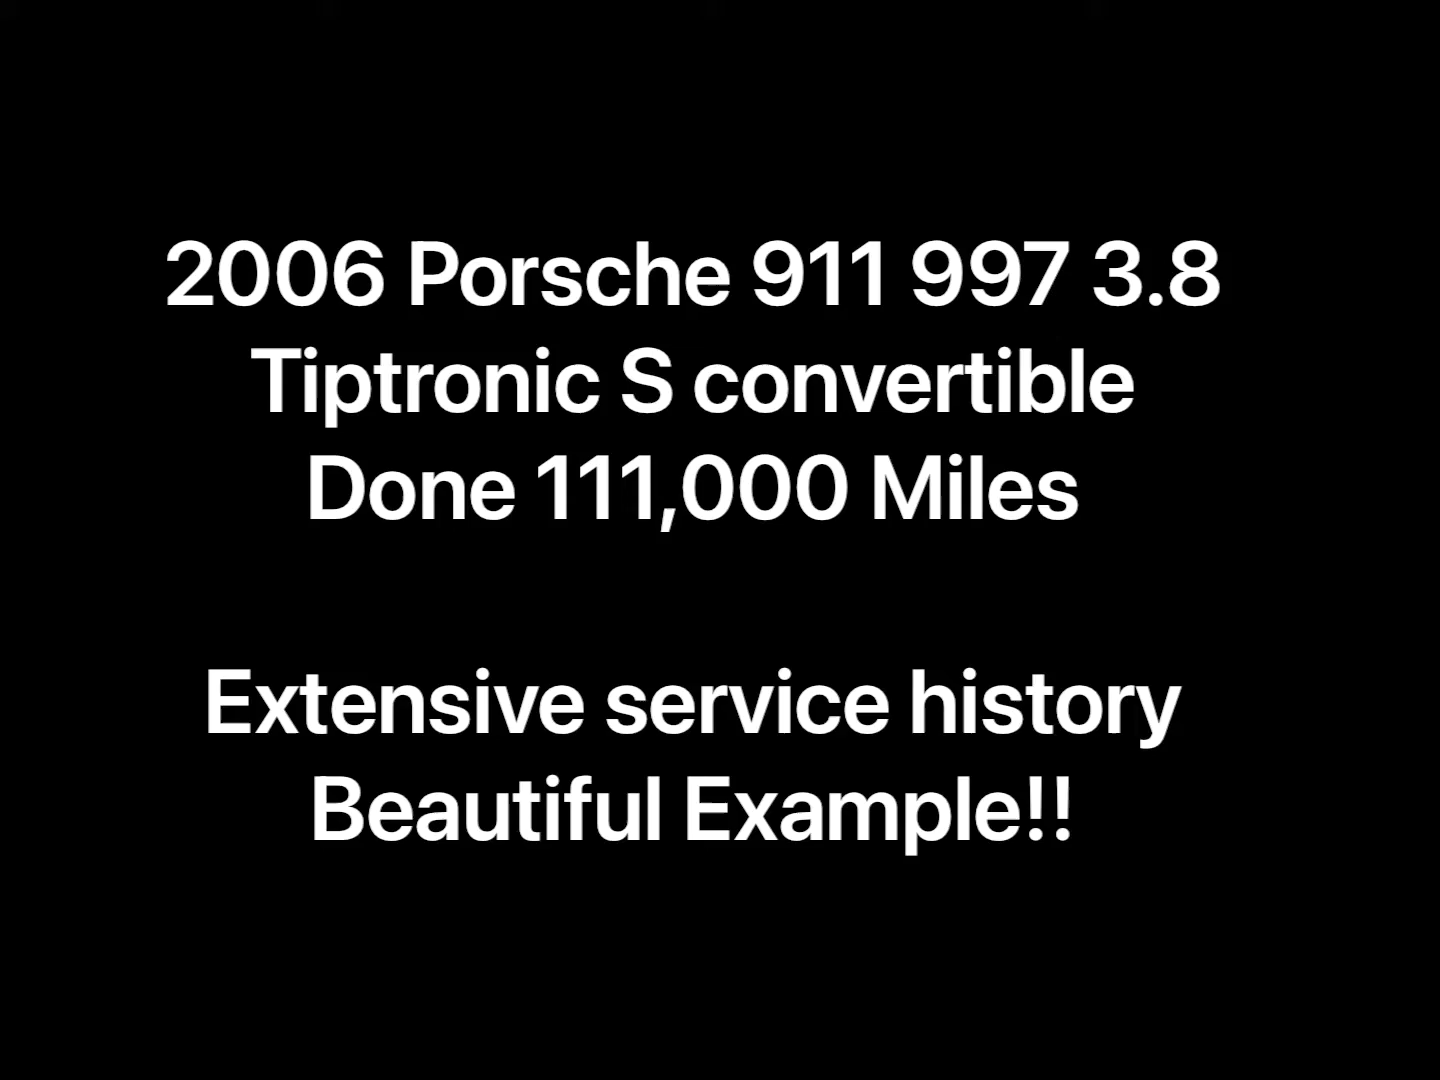 2006 Porsche 911 997 3.8
Tiptronic S convertible
Done 111,000 Miles
Extensive service history
Beautiful Example!!